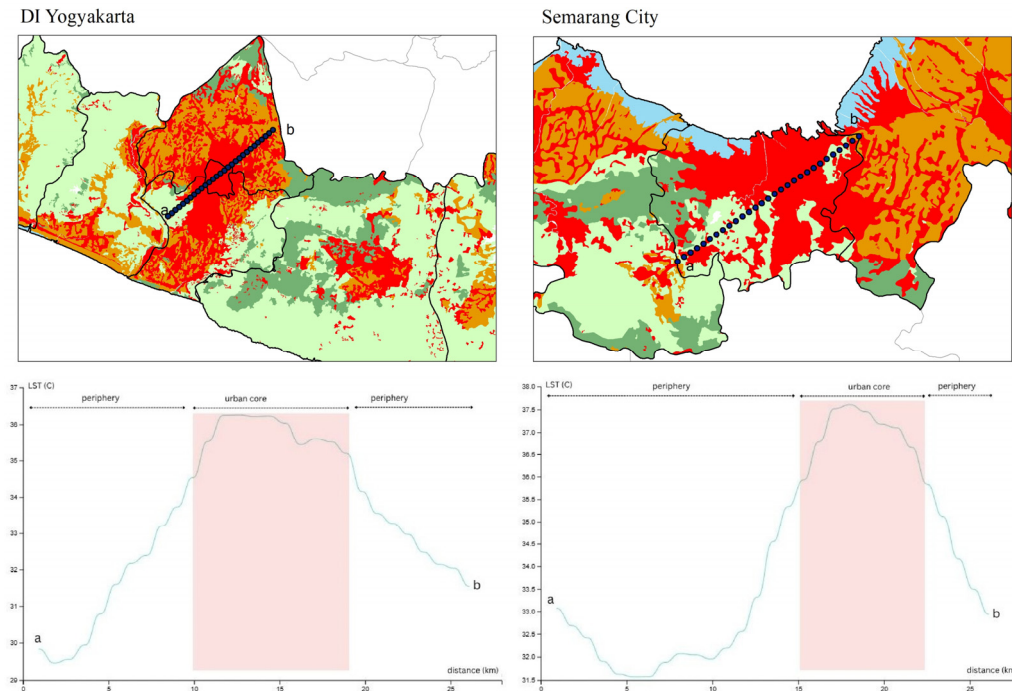 DI Yogyakarta
Semarang City
a
b
a
b
LST (C)
periphery
urban core
periphery
37
36
35
34
33
32
31
30
29
a
b
distance (km)
0
5
10
15
20
25
LST (C)
periphery
urban core
periphery
38.0
37.5
37.0
36.5
36.0
35.5
35.0
34.5
34.0
33.5
33.0
32.5
32.0
31.5
a
b
distance (km)
0
5
10
15
20
25